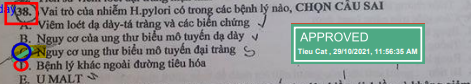 38. Vai trò của nhiễm H.pylori có trong các bệnh lý nào, CHỌN CÂU SAI
A. Viêm loét dạ dày-tá tràng và các biến chứng
B. Nguy cơ của ung thư biểu mô tuyến dạ dày
Nguy cơ ung thư biểu mô tuyến đại tràng S
D. Bệnh lý khác ngoài đường tiêu hóa
E. U MALT S
APPROVED
Tieu Cat , 29/10/2021, 11:56:35 AM